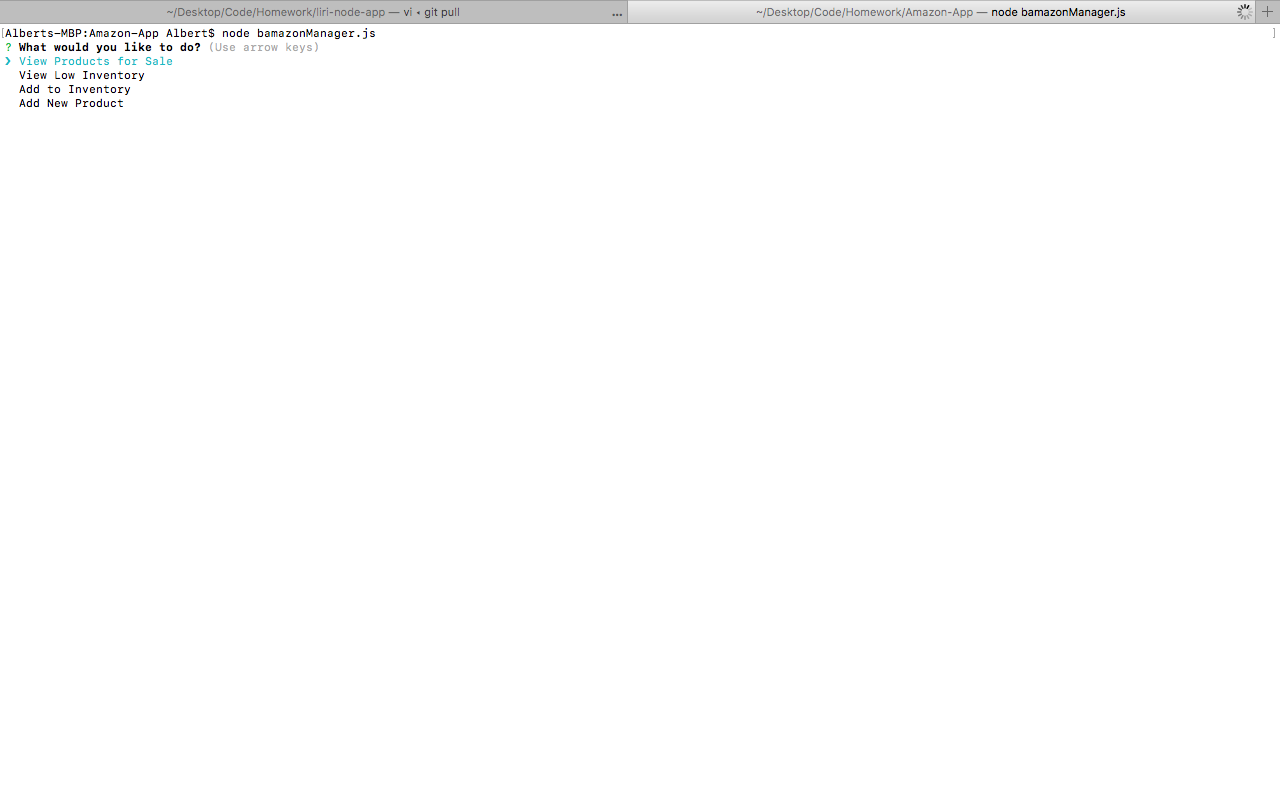 ~/Desktop/Code/Homework/liri-node-app — vi • git pull ...
~/Desktop/Code/Homework/Amazon-App — node bamazonManager.js +
[Alberts-MBP:Amazon-App Albert$ node bamazonManager.js ]
? What would you like to do? (Use arrow keys)
❯ View Products for Sale
View Low Inventory
Add to Inventory
Add New Product